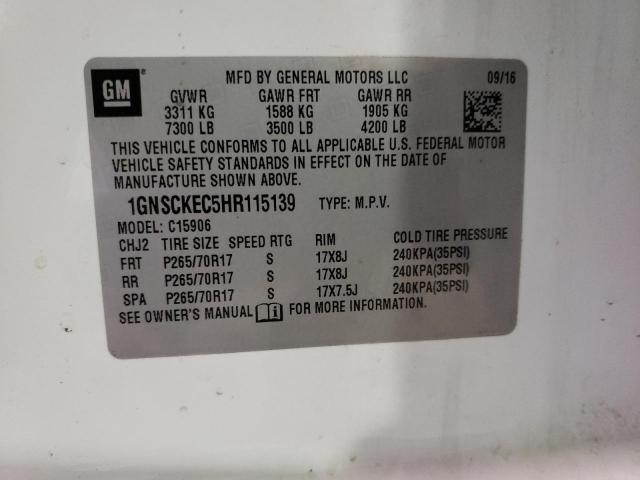 GM ®
MFD BY GENERAL MOTORS LLC 09/16
GVWR GAWR FRT GAWR RR
3311 KG 1588 KG 1905 KG
7300 LB 3500 LB 4200 LB
THIS VEHICLE CONFORMS TO ALL APPLICABLE U.S. FEDERAL MOTOR
VEHICLE SAFETY STANDARDS IN EFFECT ON THE DATE OF
MANUFACTURE SHOWN ABOVE.
1GNSCKEC5HR115139 TYPE: M.P.V.
MODEL: C15906
CHJ2 TIRE SIZE SPEED RTG RIM COLD TIRE PRESSURE
FRT P265/70R17 S 17X8J 240KPA(35PSI)
RR P265/70R17 S 17X8J 240KPA(35PSI)
SPA P265/70R17 S 17X7.5J 240KPA(35PSI)
SEE OWNER'S MANUAL FOR MORE INFORMATION.